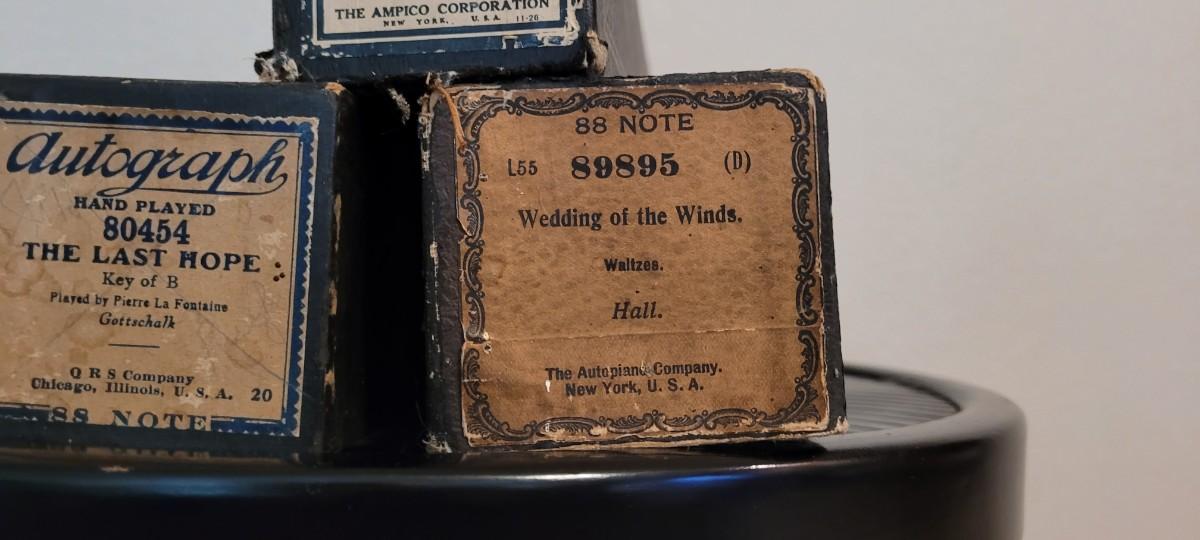 THE AMPICO CORPORATION
NEW YORK, U.S.A. 11-26
Autograph
HAND PLAYED
80454
THE LAST HOPE
Key of B
Played by Pierre La Fontaine
Gottschalk
Q R S Company
Chicago, Illinois, U. S. A. 20
88 NOTE
88 NOTE
L55 89895 (D)
Wedding of the Winds.
Waltzes.
Hall.
The Autopiano Company.
New York, U. S. A.